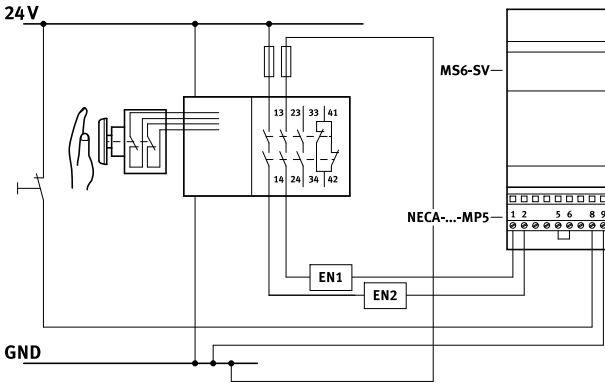 24V
MS6-SV
13 23 33 41
14 24 34 42
NECA-...-MP5
1 2 5 6 8 9
EN1
EN2
GND